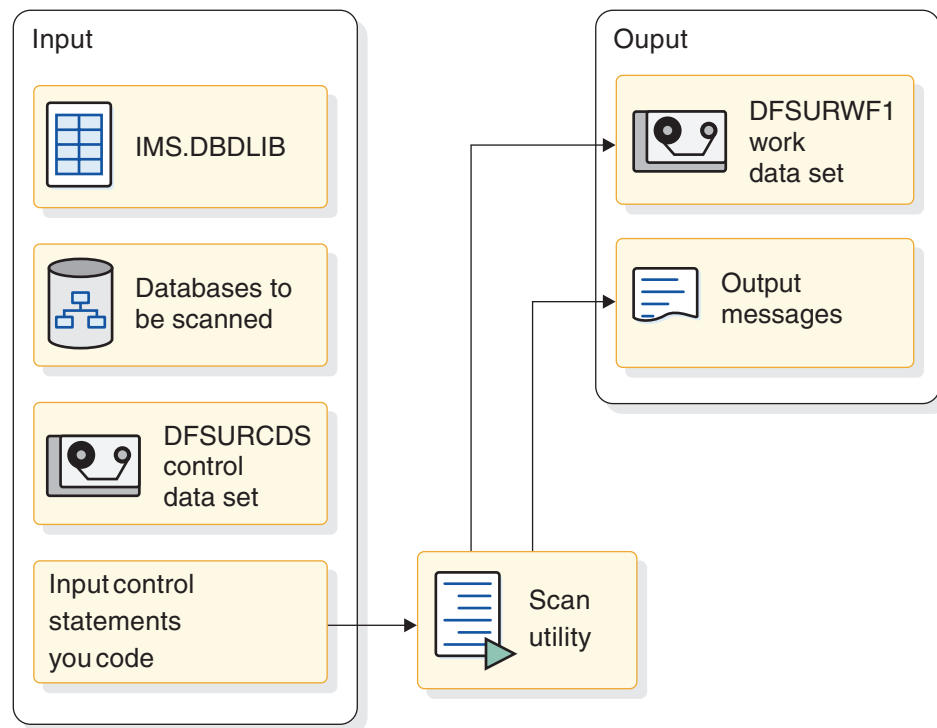 Input
IMS.DBDLIB
Databases to
be scanned
DFSURCDS
control
data set
Input control
statements
you code
Scan
utility
Ouput
DFSURWF1
work
data set
Output
messages